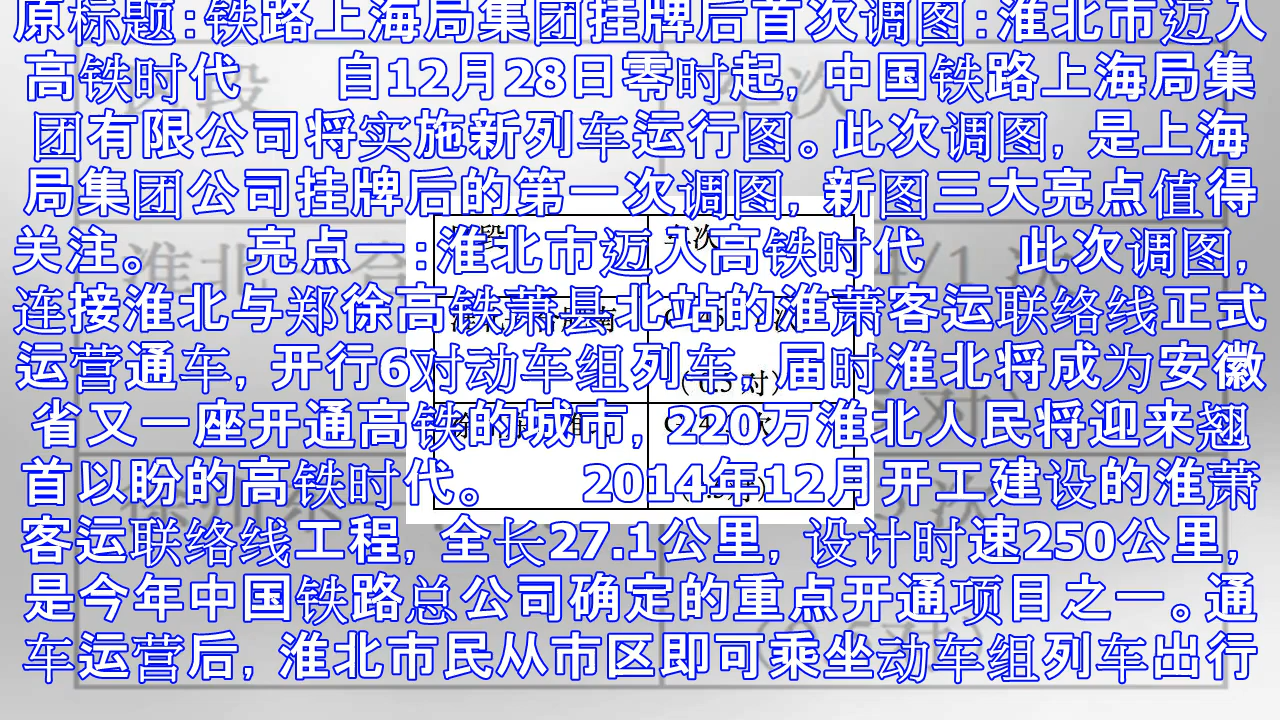 原标题:铁路上海局集团挂牌后首次调图:淮北市迈入
高铁时代 自12月28日零时起,中国铁路上海局集
团有限公司将实施新列车运行图。此次调图,是上海
局集团公司挂牌后的第一次调图,新图三大亮点值得
关注。 亮点一:淮北市迈入高铁时代 此次调图,
连接淮北与郑徐高铁萧县北站的淮萧客运联络线正式
运营通车,开行6对动车组列车。届时淮北将成为安徽
省又一座开通高铁的城市,220万淮北人民将迎来翘
首以盼的高铁时代。 2014年12月开工建设的淮萧
客运联络线工程,全长27.1公里,设计时速250公里,
是今年中国铁路总公司确定的重点开通项目之一。通
车运营后,淮北市民从市区即可乘坐动车组列车出行